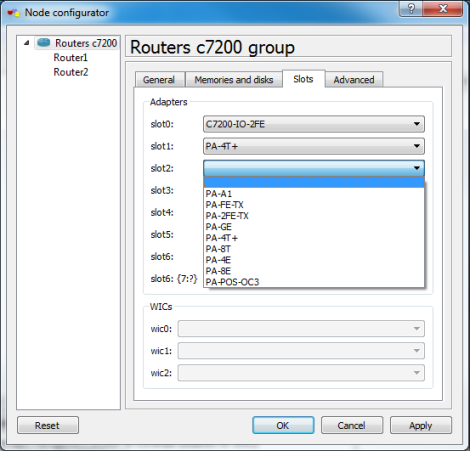 Node configurator
?
X
Routers c7200
Router1
Router2
Routers c7200 group
General Memories and disks Slots Advanced
Adapters
slot0: C7200-IO-2FE
slot1: PA-4T+
slot2:
slot3:
slot4:
slot5:
slot6:
slot6: {7:?}
PA-A1
PA-FE-TX
PA-2FE-TX
PA-GE
PA-4T+
PA-8T
PA-4E
PA-8E
PA-POS-OC3
WICs
wic0:
wic1:
wic2:
Reset OK Cancel Apply